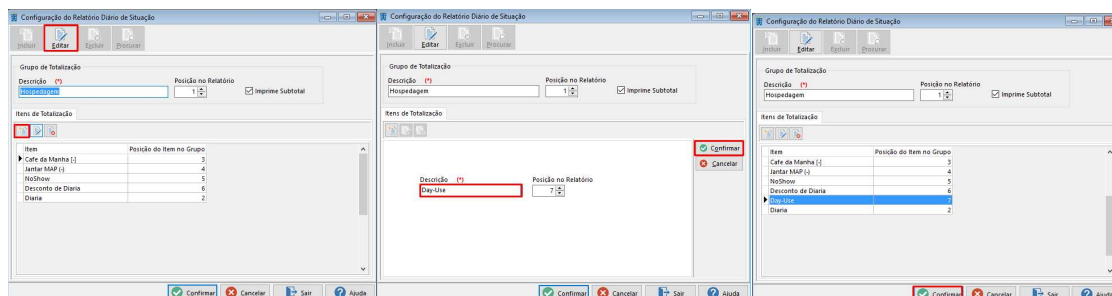 Configuração do Relatório Diário de Situação
Incluir Editar Excluir Procurar
Grupo de Totalização
Descrição (*) Posição no Relatório
Hospedagem 1 Imprime Subtotal
Itens de Totalização
Item Posição do Item no Grupo
Cafe da Manha (-) 3
Jantar MAP (-) 4
NoShow 5
Desconto de Diaria 6
Diaria 2
Confirmar Cancelar Sair Ajuda
Configuração do Relatório Diário de Situação
Incluir Editar Excluir Procurar
Grupo de Totalização
Descrição (*) Posição no Relatório
Hospedagem 1 Imprime Subtotal
Itens de Totalização
Confirmar
Cancelar
Descrição (*) Posição no Relatório
Day-Use 7
Confirmar Cancelar Sair Ajuda
Configuração do Relatório Diário de Situação
Incluir Editar Excluir Procurar
Grupo de Totalização
Descrição (*) Posição no Relatório
Hospedagem 1 Imprime Subtotal
Itens de Totalização
Item Posição do Item no Grupo
Cafe da Manha (-) 3
Jantar MAP (-) 4
NoShow 5
Desconto de Diaria 6
Day-Use 7
Diaria 2
Confirmar Cancelar Sair Ajuda